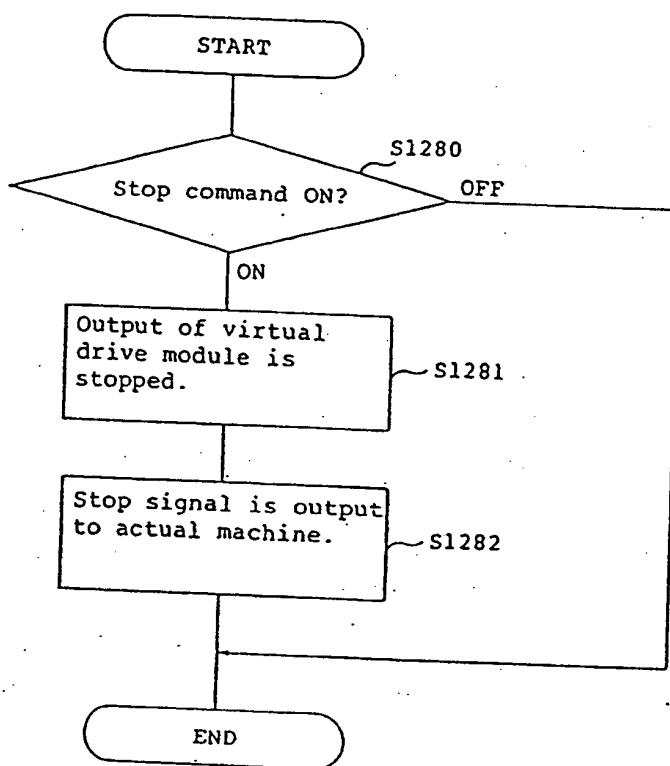 START
S1280
Stop command ON?
OFF
ON
Output of virtual
drive module is
stopped.
S1281
Stop signal is output
to actual machine.
S1282
END